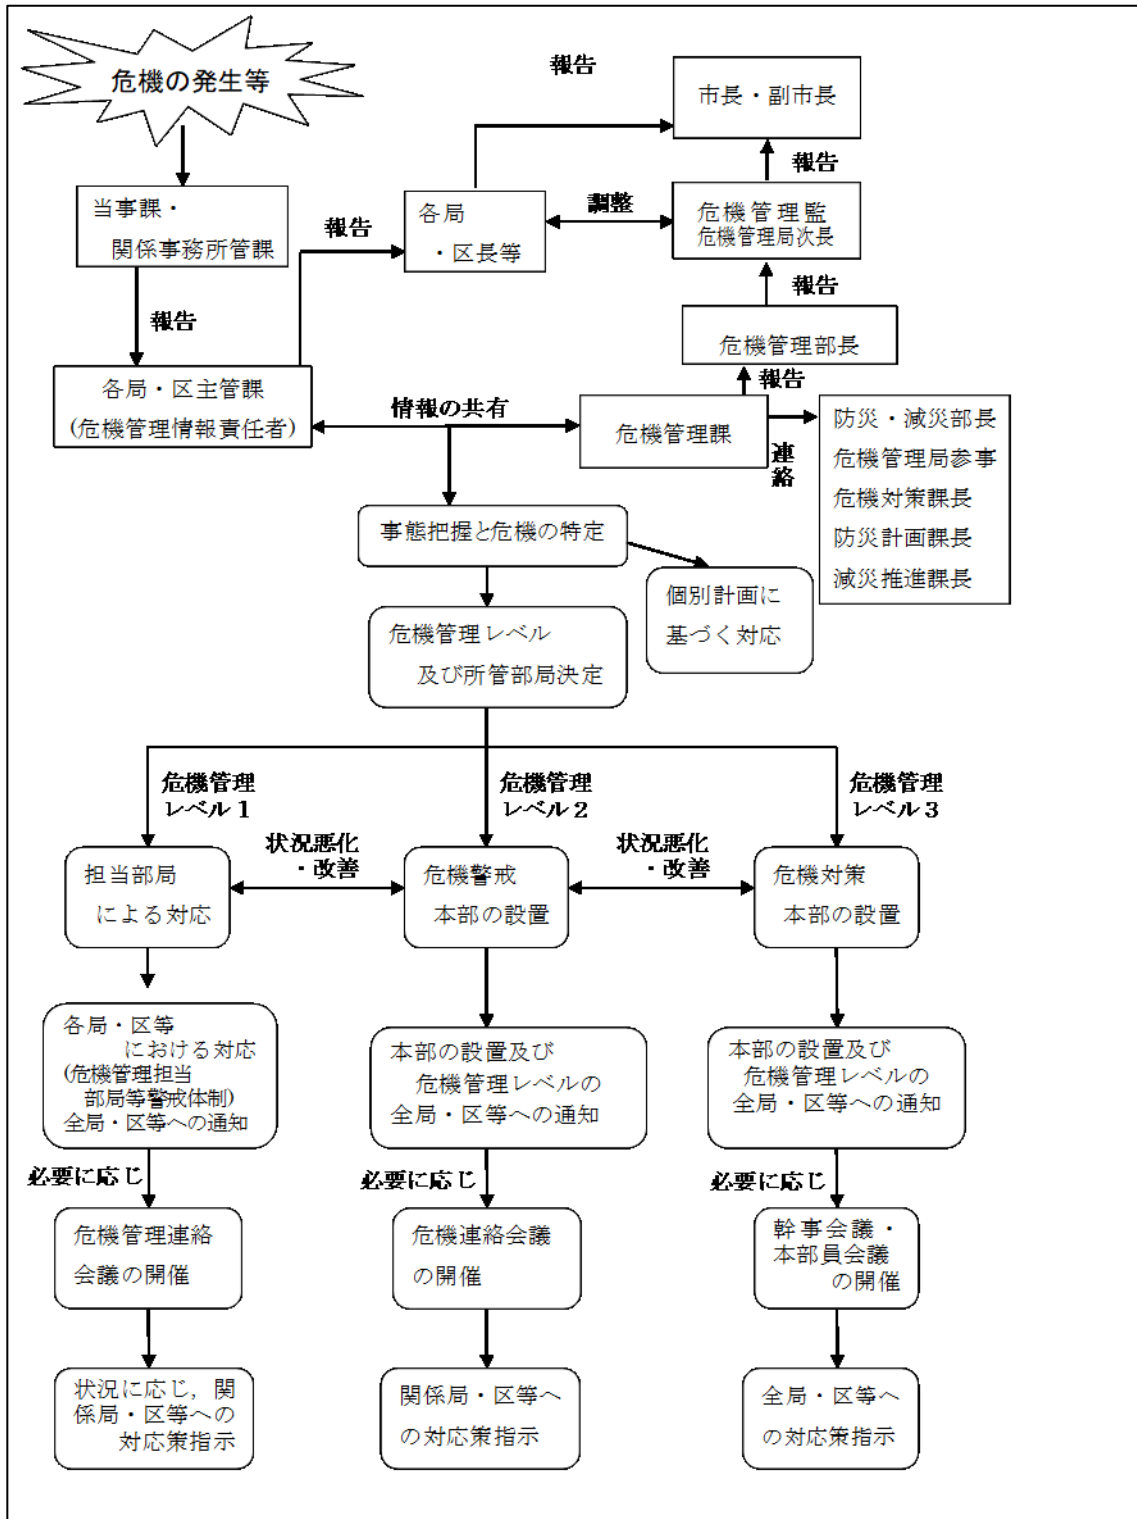 危機の発生等
報告
市長・副市長
報告
当事課・
関係事務所管課
報告
各局
・区長等
調整
危機管理監
危機管理局次長
報告
報告
危機管理部長
報告
各局・区主管課
(危機管理情報責任者)
情報の共有
危機管理課
連絡
防災・減災部長
危機管理局参事
危機対策課長
防災計画課長
減災推進課長
事態把握と危機の特定
個別計画に
基づく対応
危機管理レベル
及び所管部局決定
危機管理
レベル1
危機管理
レベル2
危機管理
レベル3
担当部局
による対応
状況悪化
・改善
危機警戒
本部の設置
状況悪化
・改善
危機対策
本部の設置
各局・区等
における対応
(危機管理担当
部局等警戒体制)
全局・区等への通知
本部の設置及び
危機管理レベルの
全局・区等への通知
本部の設置及び
危機管理レベルの
全局・区等への通知
必要に応じ
必要に応じ
必要に応じ
危機管理連絡
会議の開催
危機連絡会議
の開催
幹事会議・
本部員会議
の開催
状況に応じ,関
係局・区等への
対応策指示
関係局・区等へ
の対応策指示
全局・区等へ
の対応策指示